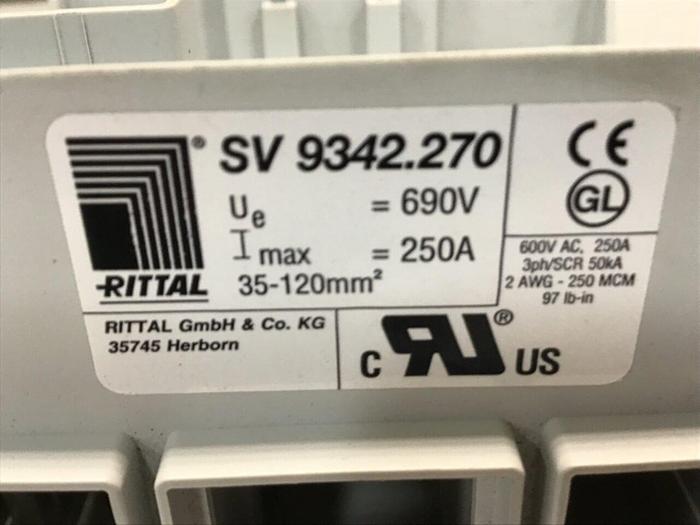 ® SV 9342.270
Ue = 690V
Imax = 250A
35-120mm²
RITTAL
RITTAL GmbH & Co. KG
35745 Herborn
CE
GL
600V AC, 250A
3ph/SCR 50kA
2 AWG - 250 MCM
97 lb-in
C RU® US